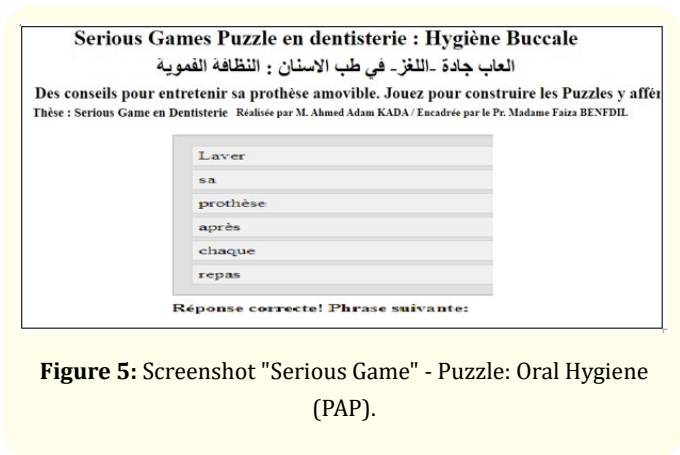 Serious Games Puzzle en dentisterie : Hygiène Buccale
العاب جادة -اللغز- في طب الاسنان : النظافة الفموية
Des conseils pour entretenir sa prothèse amovible. Jouez pour construire les Puzzles y affér
Thèse : Serious Game en Dentisterie Réalisée par M. Ahmed Adam KADA / Encadrée par le Pr. Madame Faiza BENFDIL
Laver
sa
prothèse
après
chaque
repas
Réponse correcte! Phrase suivante:
Figure 5: Screenshot "Serious Game" - Puzzle: Oral Hygiene
(PAP).